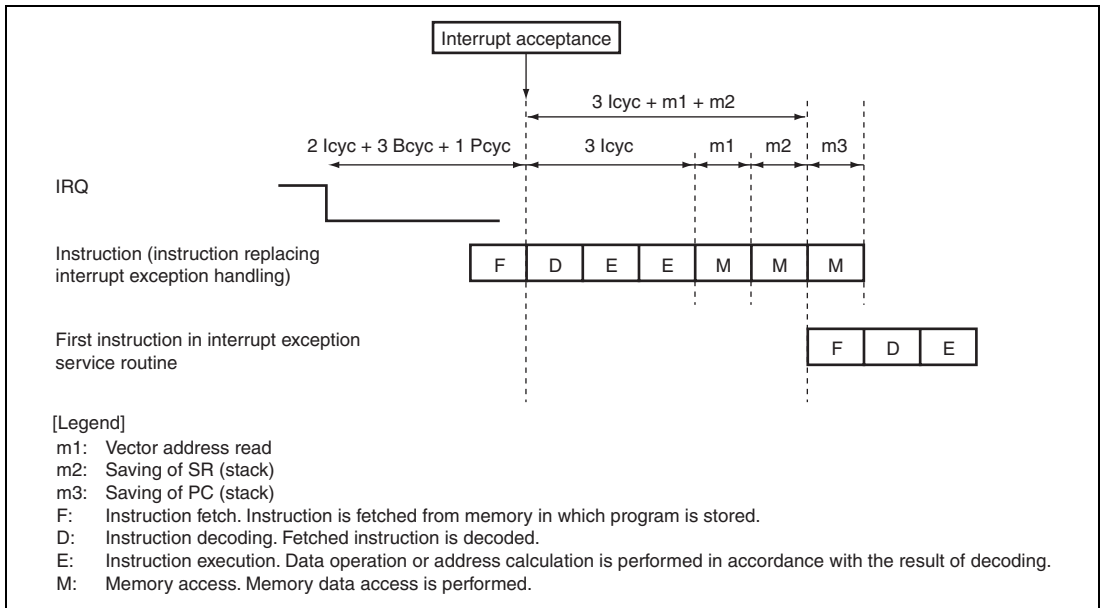 Interrupt acceptance
3 Icyc + m1 + m2
2 Icyc + 3 Bcyc + 1 Pcyc
3 Icyc
m1
m2
m3
IRQ
Instruction (instruction replacing
interrupt exception handling)
F D E E M M M
First instruction in interrupt exception
service routine
F D E
[Legend]
m1: Vector address read
m2: Saving of SR (stack)
m3: Saving of PC (stack)
F: Instruction fetch. Instruction is fetched from memory in which program is stored.
D: Instruction decoding. Fetched instruction is decoded.
E: Instruction execution. Data operation or address calculation is performed in accordance with the result of decoding.
M: Memory access. Memory data access is performed.